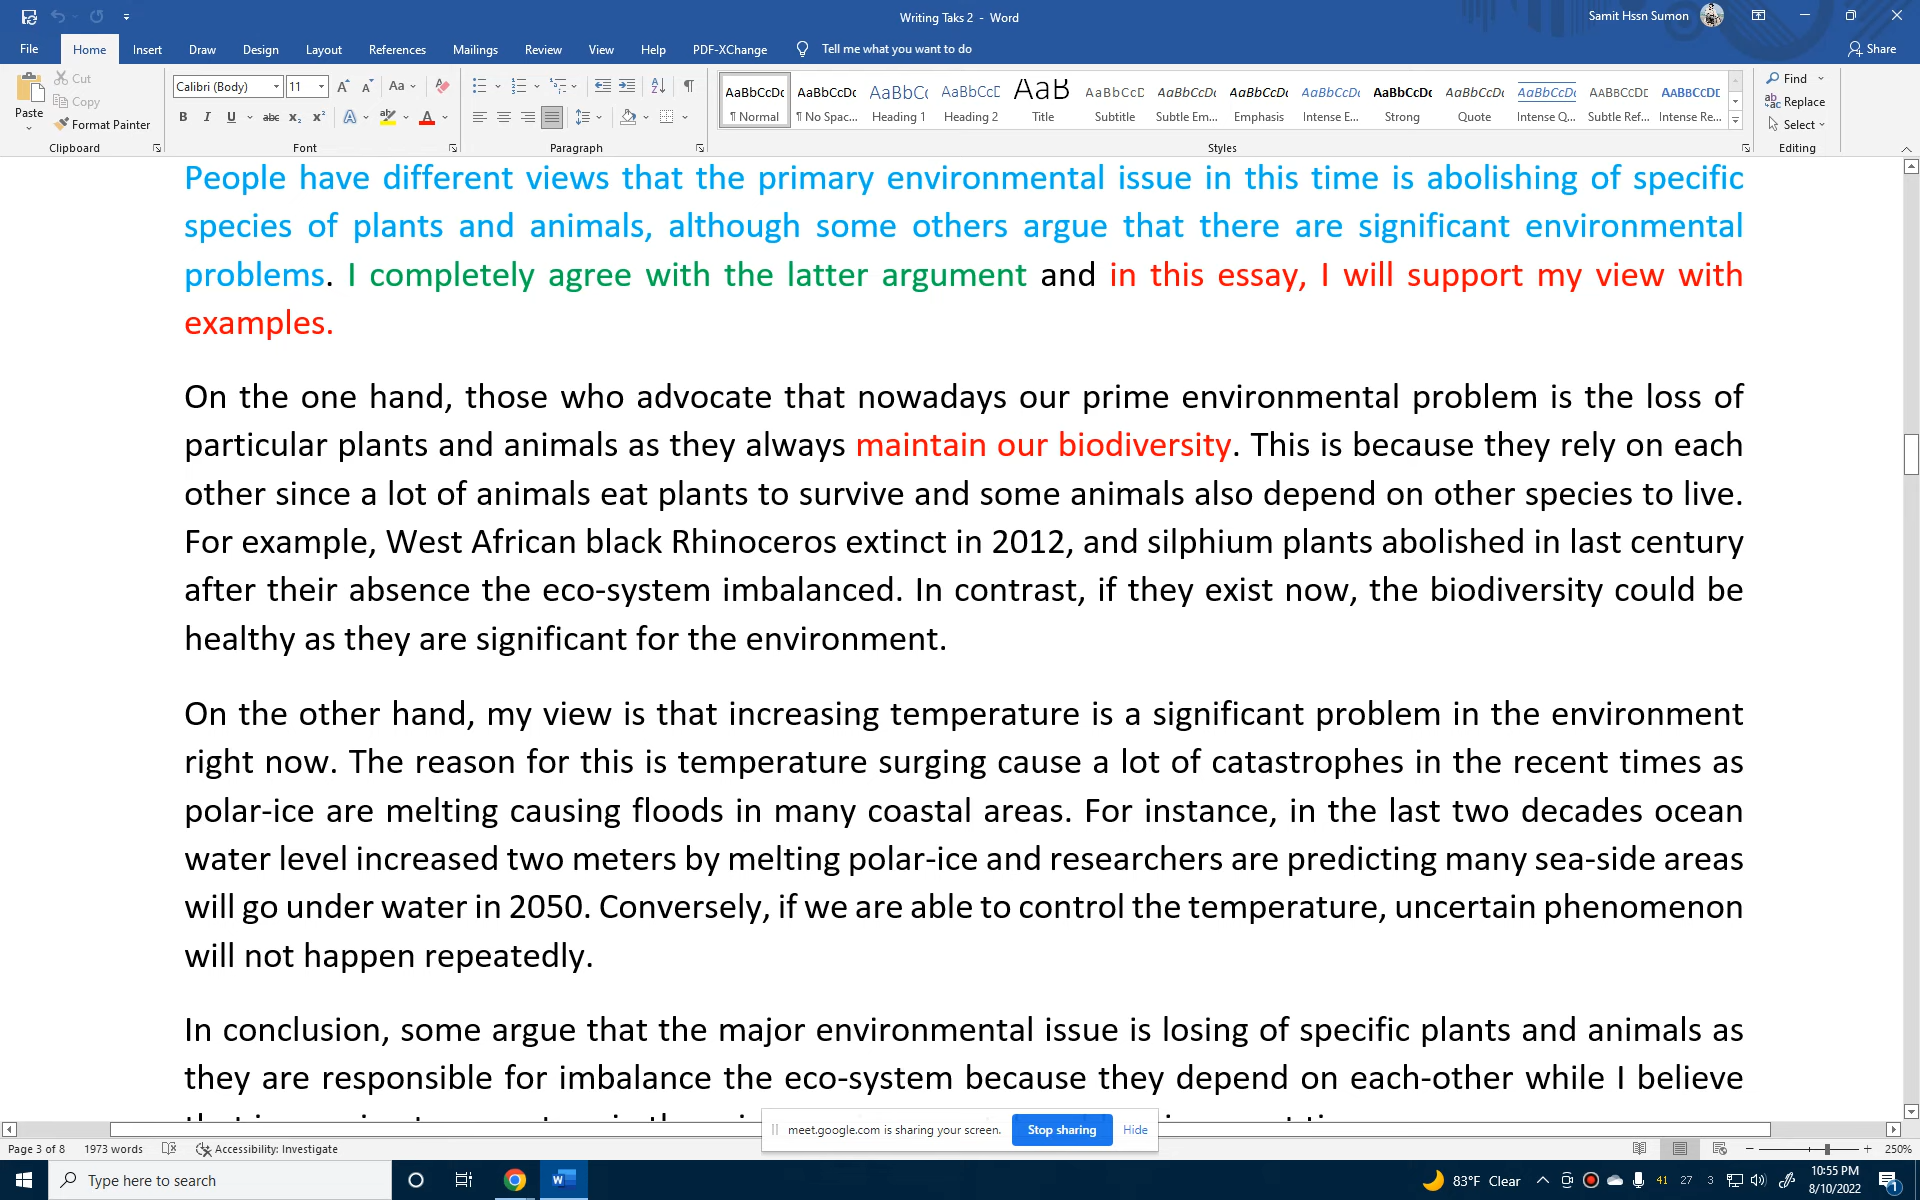 Writing Taks 2 - Word
Samit Hssn Sumon
File Home Insert Draw Design Layout References Mailings Review View Help PDF-XChange Tell me what you want to do
Share
Paste
Cut
Copy
Format Painter
Clipboard
Calibri (Body) 11
Font
Paragraph
AaBbCcDc AaBbCcDc AaBbC AaBbCcD AaB AaBbCcD AaBbCcDc AaBbCcDc AaBbCcDc AaBbCcDc AaBbCcDc AaBbCcDc AABBCCDE AABBCCDE
¶ Normal ¶ No Spac... Heading 1 Heading 2 Title Subtitle Subtle Em... Emphasis Intense E... Strong Quote Intense Q... Subtle Ref... Intense Re...
Styles
Find
Replace
Select
Editing
People have different views that the primary environmental issue in this time is abolishing of specific
species of plants and animals, although some others argue that there are significant environmental
problems. I completely agree with the latter argument and in this essay, I will support my view with
examples.
On the one hand, those who advocate that nowadays our prime environmental problem is the loss of
particular plants and animals as they always maintain our biodiversity. This is because they rely on each
other since a lot of animals eat plants to survive and some animals also depend on other species to live.
For example, West African black Rhinoceros extinct in 2012, and silphium plants abolished in last century
after their absence the eco-system imbalanced. In contrast, if they exist now, the biodiversity could be
healthy as they are significant for the environment.
On the other hand, my view is that increasing temperature is a significant problem in the environment
right now. The reason for this is temperature surging cause a lot of catastrophes in the recent times as
polar-ice are melting causing floods in many coastal areas. For instance, in the last two decades ocean
water level increased two meters by melting polar-ice and researchers are predicting many sea-side areas
will go under water in 2050. Conversely, if we are able to control the temperature, uncertain phenomenon
will not happen repeatedly.
In conclusion, some argue that the major environmental issue is losing of specific plants and animals as
they are responsible for imbalance the eco-system because they depend on each-other while I believe
meet.google.com is sharing your screen. Stop sharing Hide
Page 3 of 8 1973 words Accessibility: Investigate
250%
Type here to search
83°F Clear
41 27 3
10:55 PM
8/10/2022
1